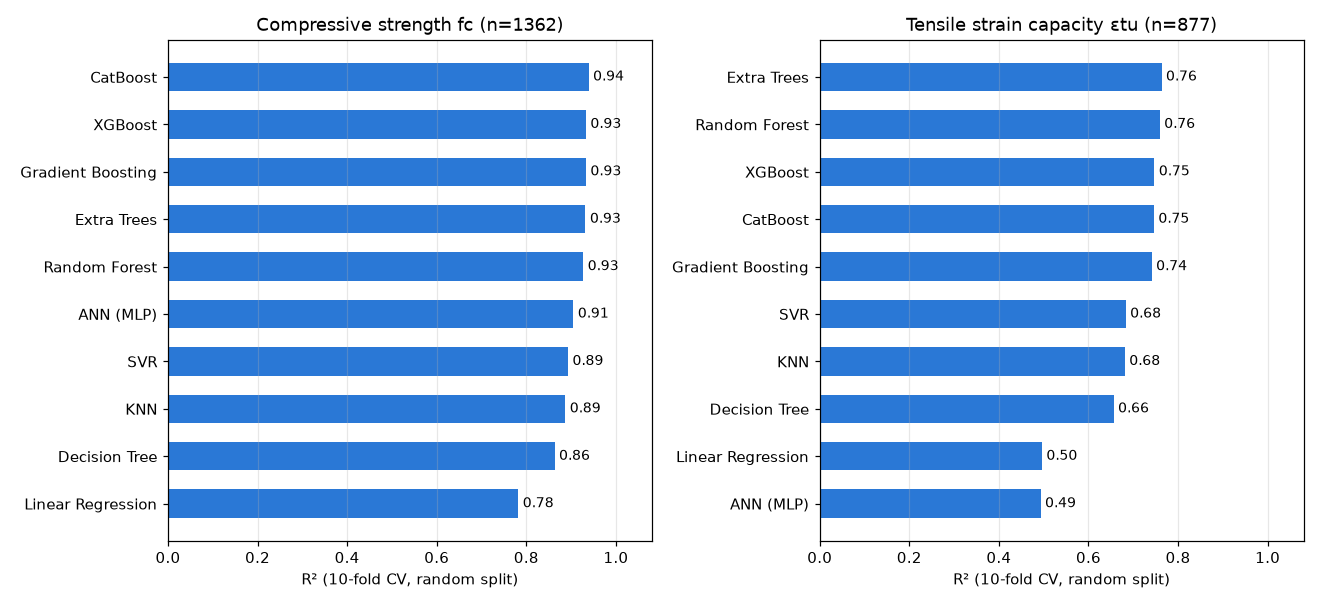 Compressive strength fc (n=1362)
CatBoost
0.94
XGBoost
0.93
Gradient Boosting
0.93
Extra Trees
0.93
Random Forest
0.93
ANN (MLP)
0.91
SVR
0.89
KNN
0.89
Decision Tree
0.86
Linear Regression
0.78
0.0 0.2 0.4 0.6 0.8 1.0
R² (10-fold CV, random split)
Tensile strain capacity εtu (n=877)
Extra Trees
0.76
Random Forest
0.76
XGBoost
0.75
CatBoost
0.75
Gradient Boosting
0.74
SVR
0.68
KNN
0.68
Decision Tree
0.66
Linear Regression
0.50
ANN (MLP)
0.49
0.0 0.2 0.4 0.6 0.8 1.0
R² (10-fold CV, random split)